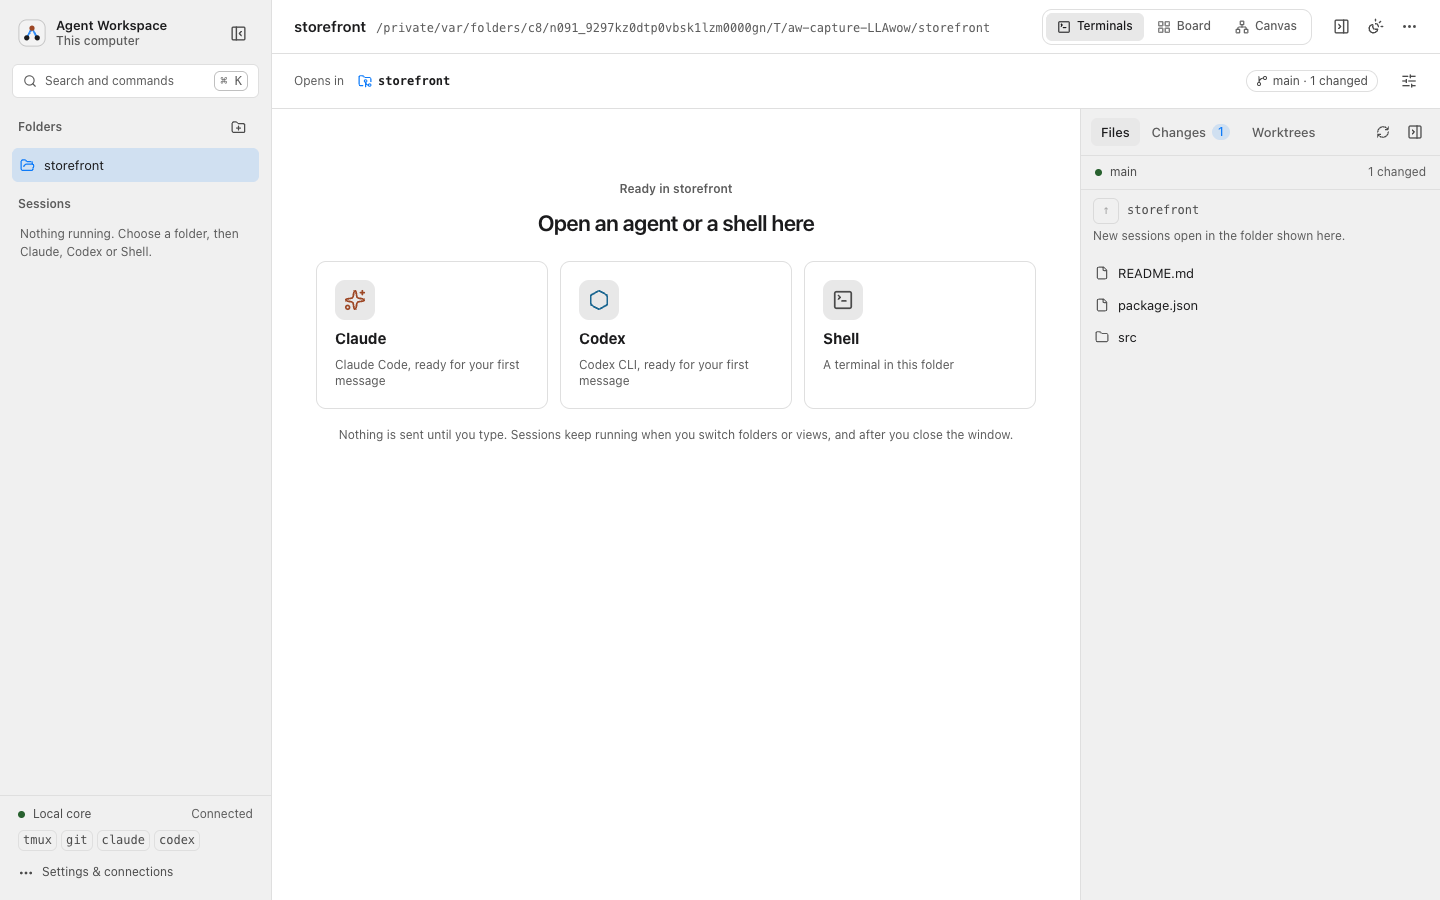 Agent Workspace
This computer
Search and commands ⌘ K
Folders
storefront
Sessions
Nothing running. Choose a folder, then
Claude, Codex or Shell.
Local core Connected
tmux git claude codex
Settings & connections
storefront /private/var/folders/c8/n091_9297kz0dtp0vbsk1lzm0000gn/T/aw-capture-LLAwow/storefront
Terminals Board Canvas
Opens in storefront
main · 1 changed
Ready in storefront
Open an agent or a shell here
Claude
Claude Code, ready for your first
message
Codex
Codex CLI, ready for your first
message
Shell
A terminal in this folder
Nothing is sent until you type. Sessions keep running when you switch folders or views, and after you close the window.
Files Changes 1 Worktrees
main 1 changed
↑ storefront
New sessions open in the folder shown here.
README.md
package.json
src